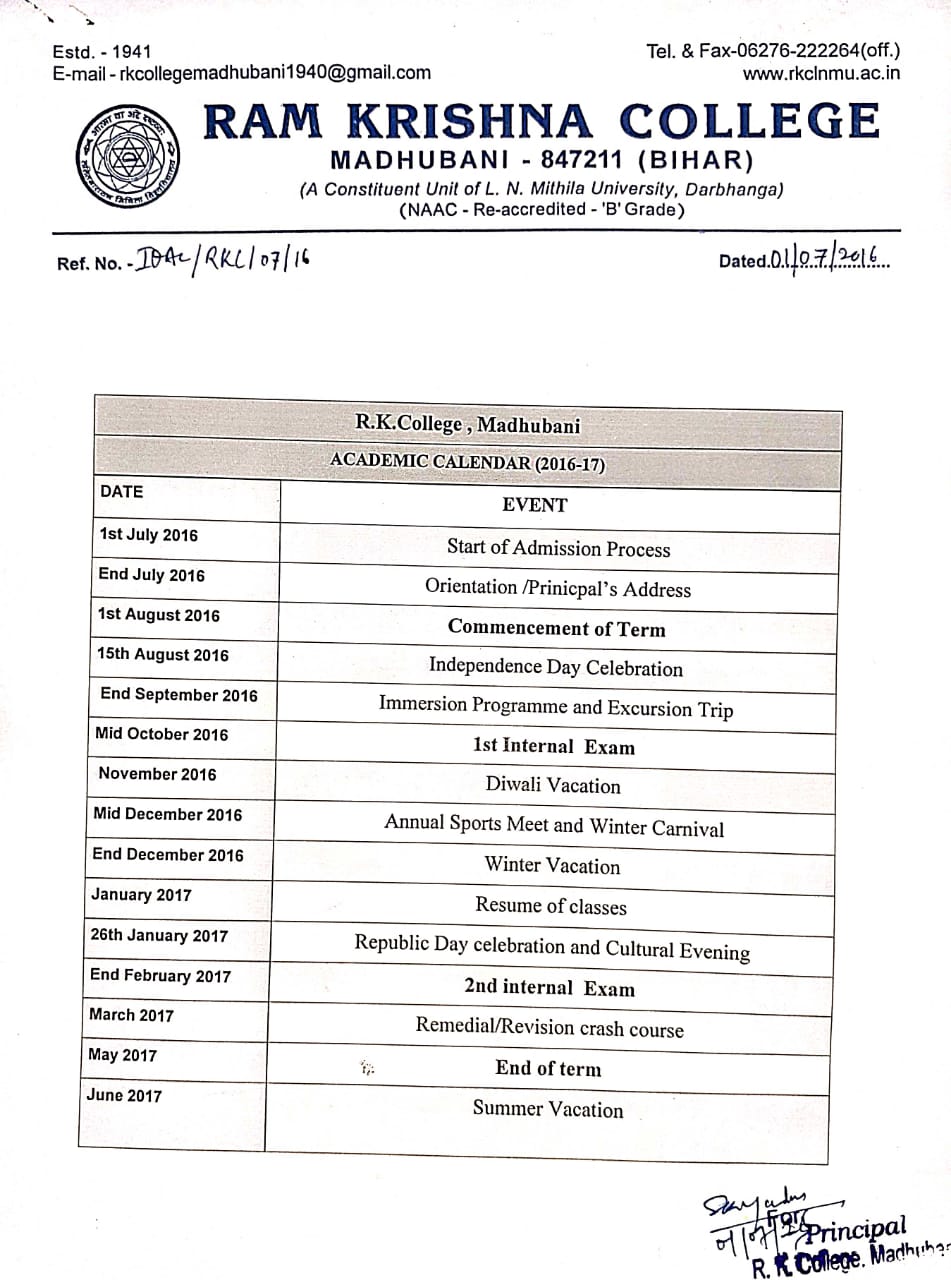 Estd. - 1941
Tel. & Fax-06276-222264(off.)
E-mail - rkcollegemadhubani1940@gmail.com
www.rkclnmu.ac.in
RAM KRISHNA COLLEGE
MADHUBANI - 847211 (BIHAR)
(A Constituent Unit of L. N. Mithila University, Darbhanga)
(NAAC - Re-accredited - 'B' Grade)
Ref. No. - IQAC/RKC/07/16
Dated.01/07/2016
R.K.College , Madhubani
ACADEMIC CALENDAR (2016-17)
DATE EVENT
1st July 2016 Start of Admission Process
End July 2016 Orientation /Prinicpal's Address
1st August 2016 Commencement of Term
15th August 2016 Independence Day Celebration
End September 2016 Immersion Programme and Excursion Trip
Mid October 2016 1st Internal Exam
November 2016 Diwali Vacation
Mid December 2016 Annual Sports Meet and Winter Carnival
End December 2016 Winter Vacation
January 2017 Resume of classes
26th January 2017 Republic Day celebration and Cultural Evening
End February 2017 2nd internal Exam
March 2017 Remedial/Revision crash course
May 2017 End of term
June 2017 Summer Vacation
Principal
R. K College. Madhuban